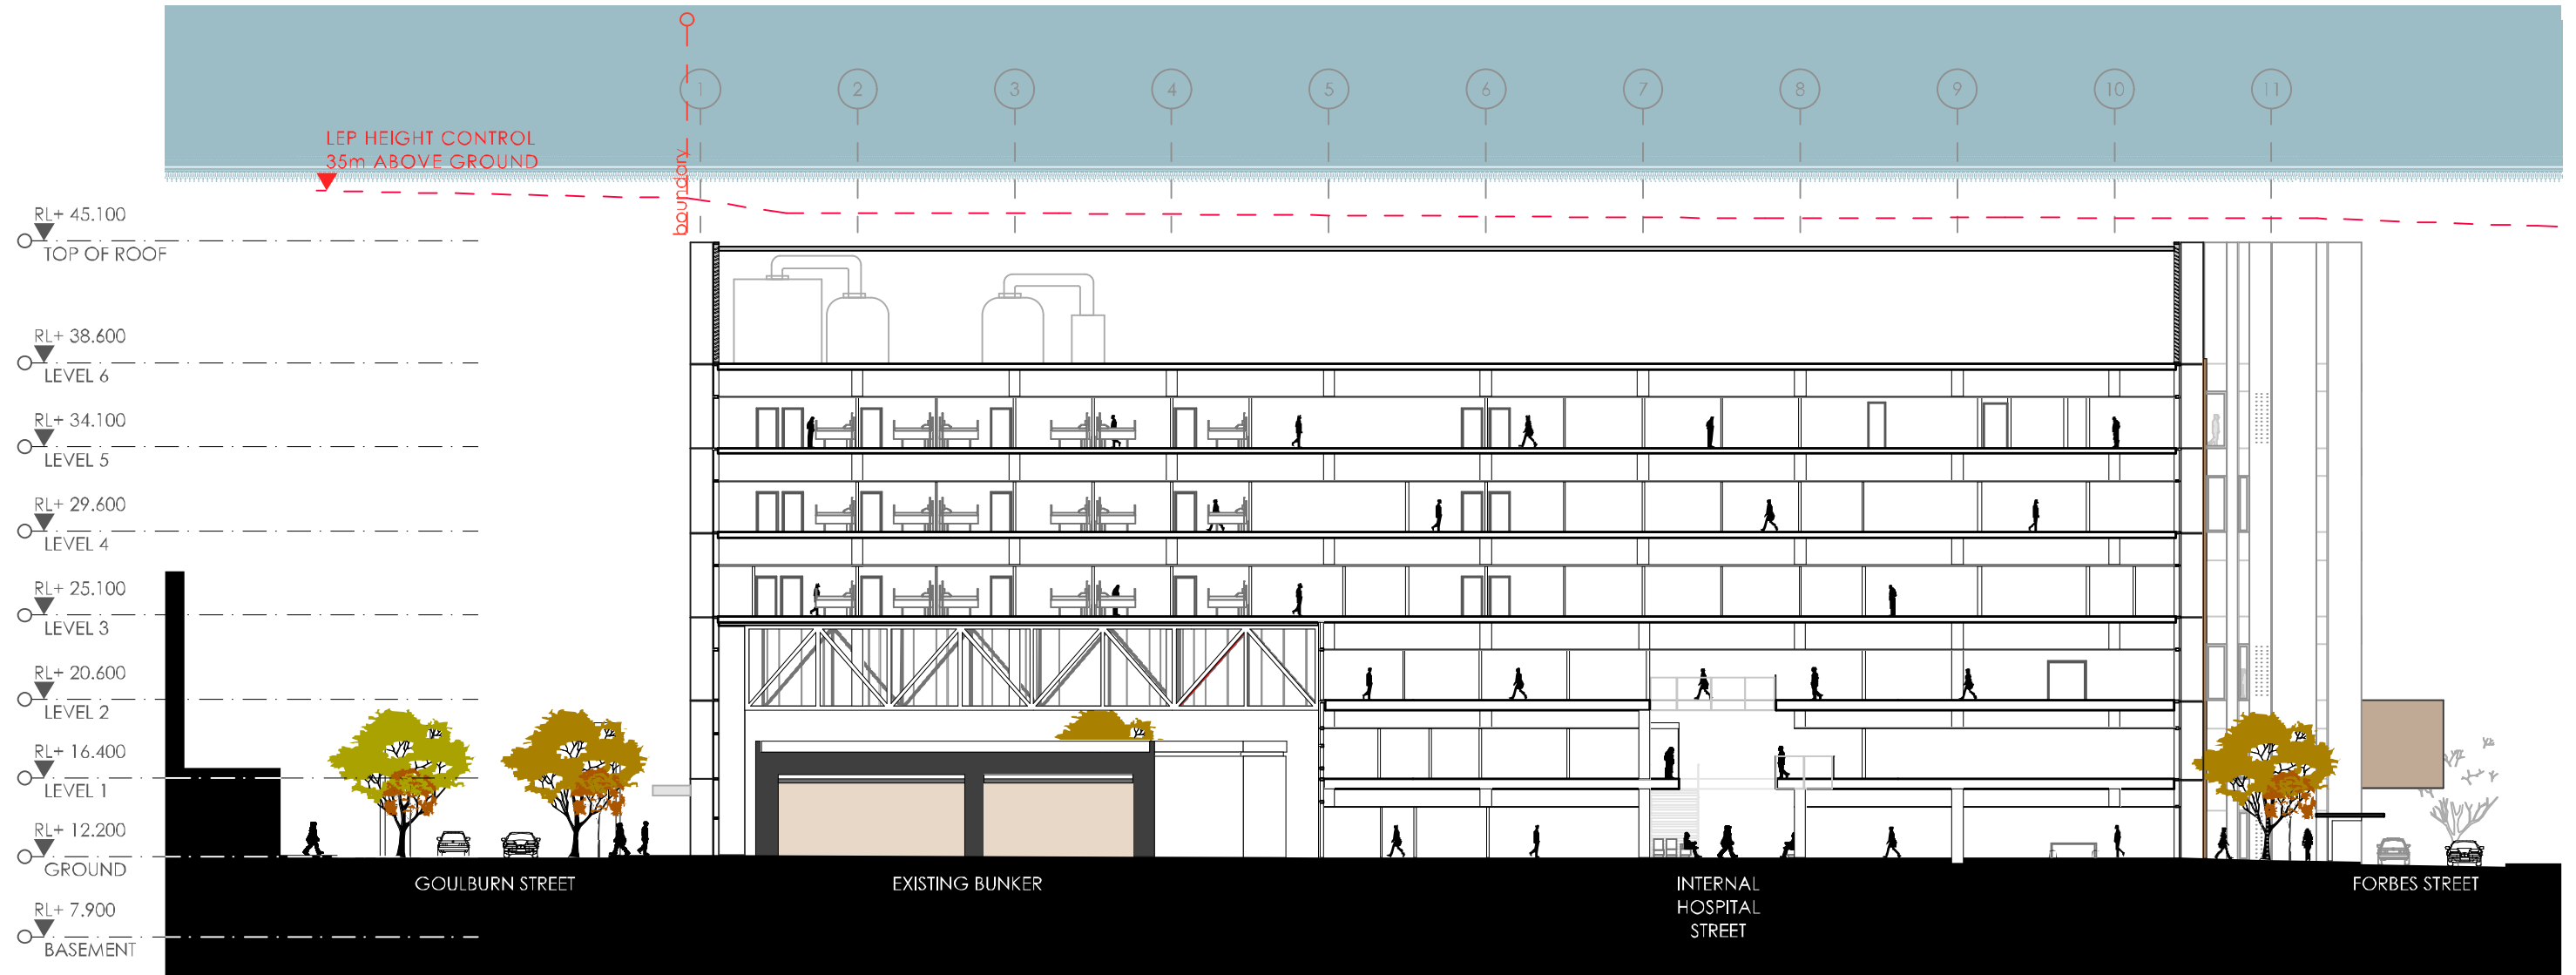 1 2 3 4 5 6 7 8 9 10 11
LEP HEIGHT CONTROL
35m ABOVE GROUND
boundary
RL+ 45.100
TOP OF ROOF
RL+ 38.600
LEVEL 6
RL+ 34.100
LEVEL 5
RL+ 29.600
LEVEL 4
RL+ 25.100
LEVEL 3
RL+ 20.600
LEVEL 2
RL+ 16.400
LEVEL 1
RL+ 12.200
GROUND
RL+ 7.900
BASEMENT
GOULBURN STREET
EXISTING BUNKER
INTERNAL
HOSPITAL
STREET
FORBES STREET